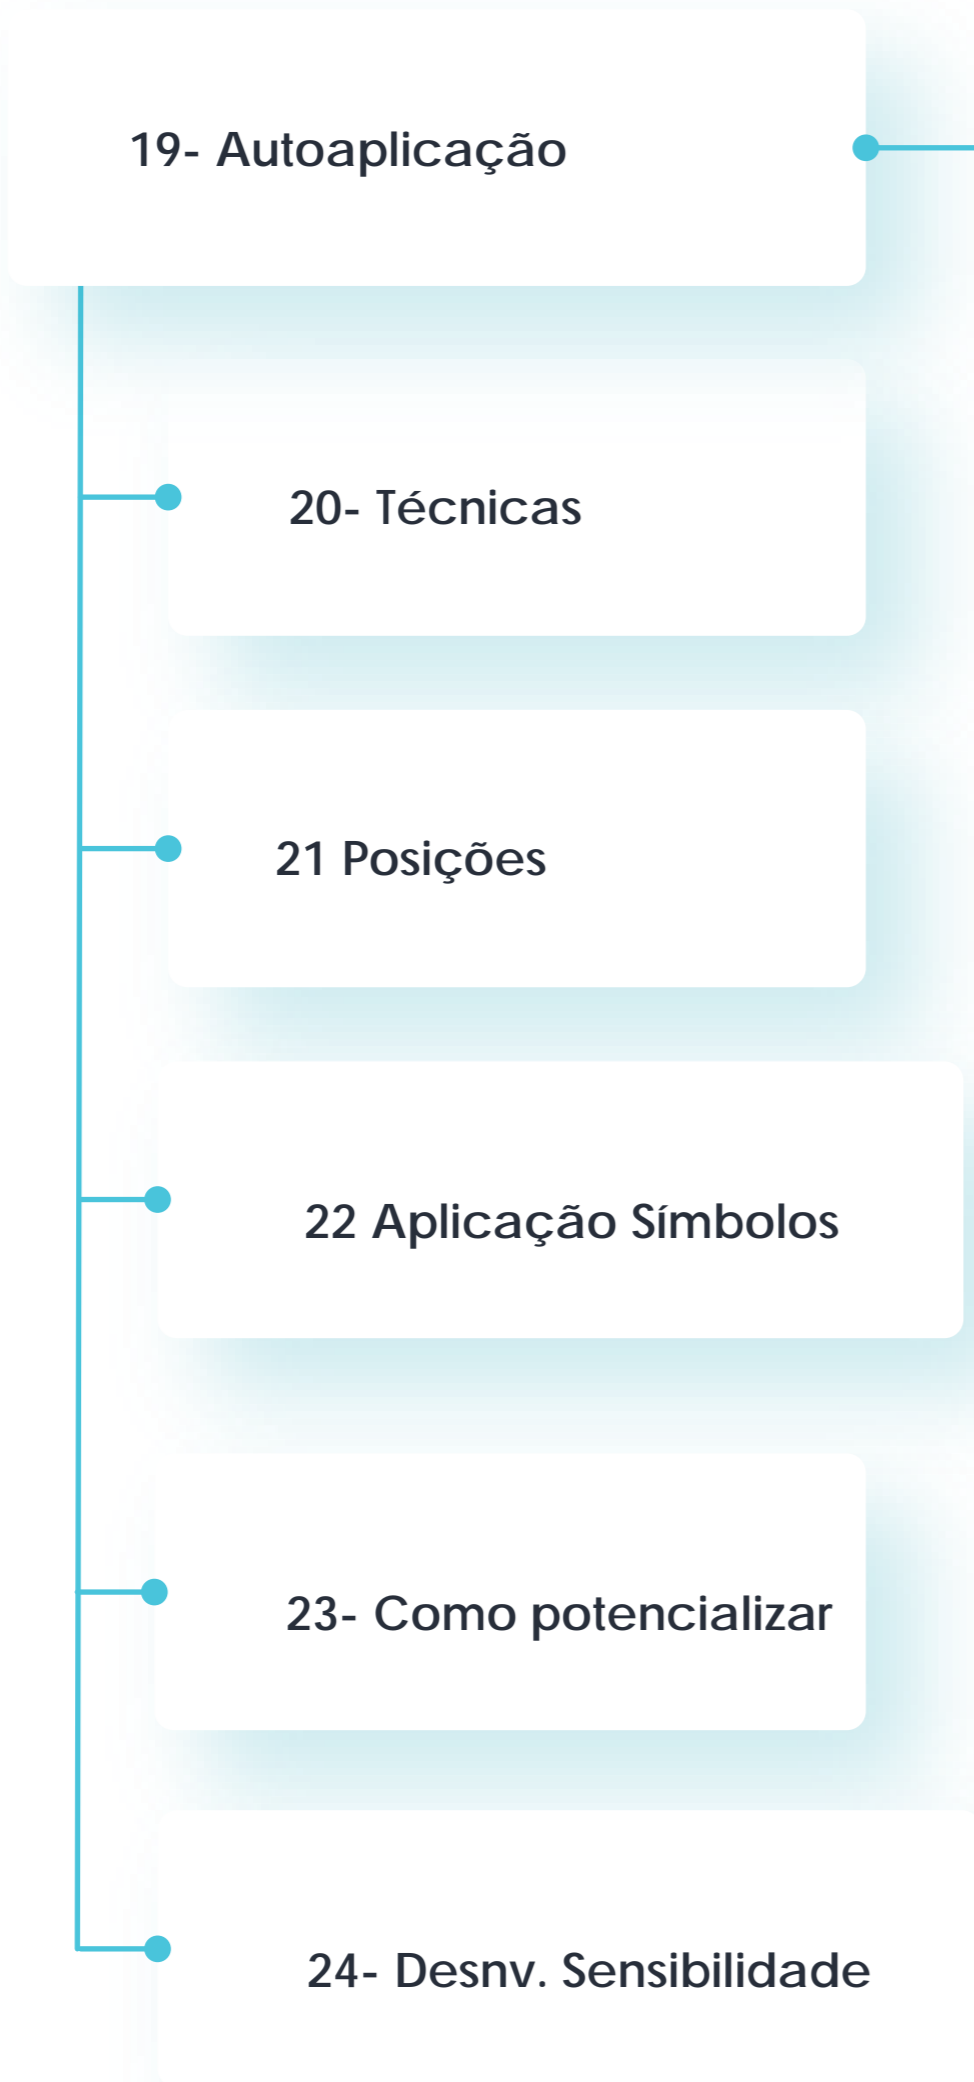 19- Autoaplicação
20- Técnicas
21 Posições
22 Aplicação Símbolos
23- Como potencializar
24- Desnv. Sensibilidade